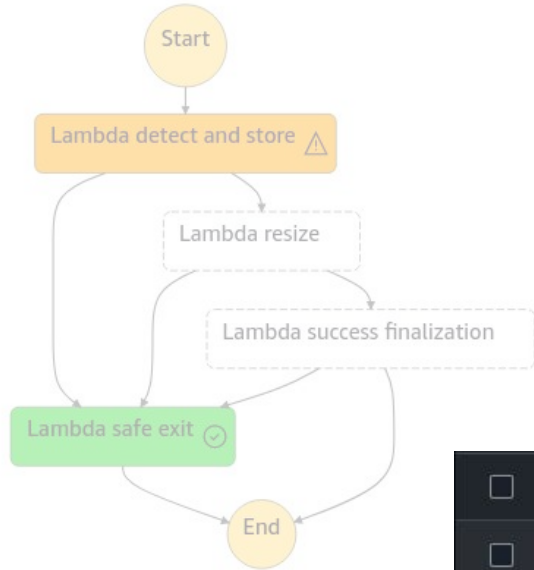 Start
Lambda detect and store
Lambda resize
Lambda success finalization
Lambda safe exit
End